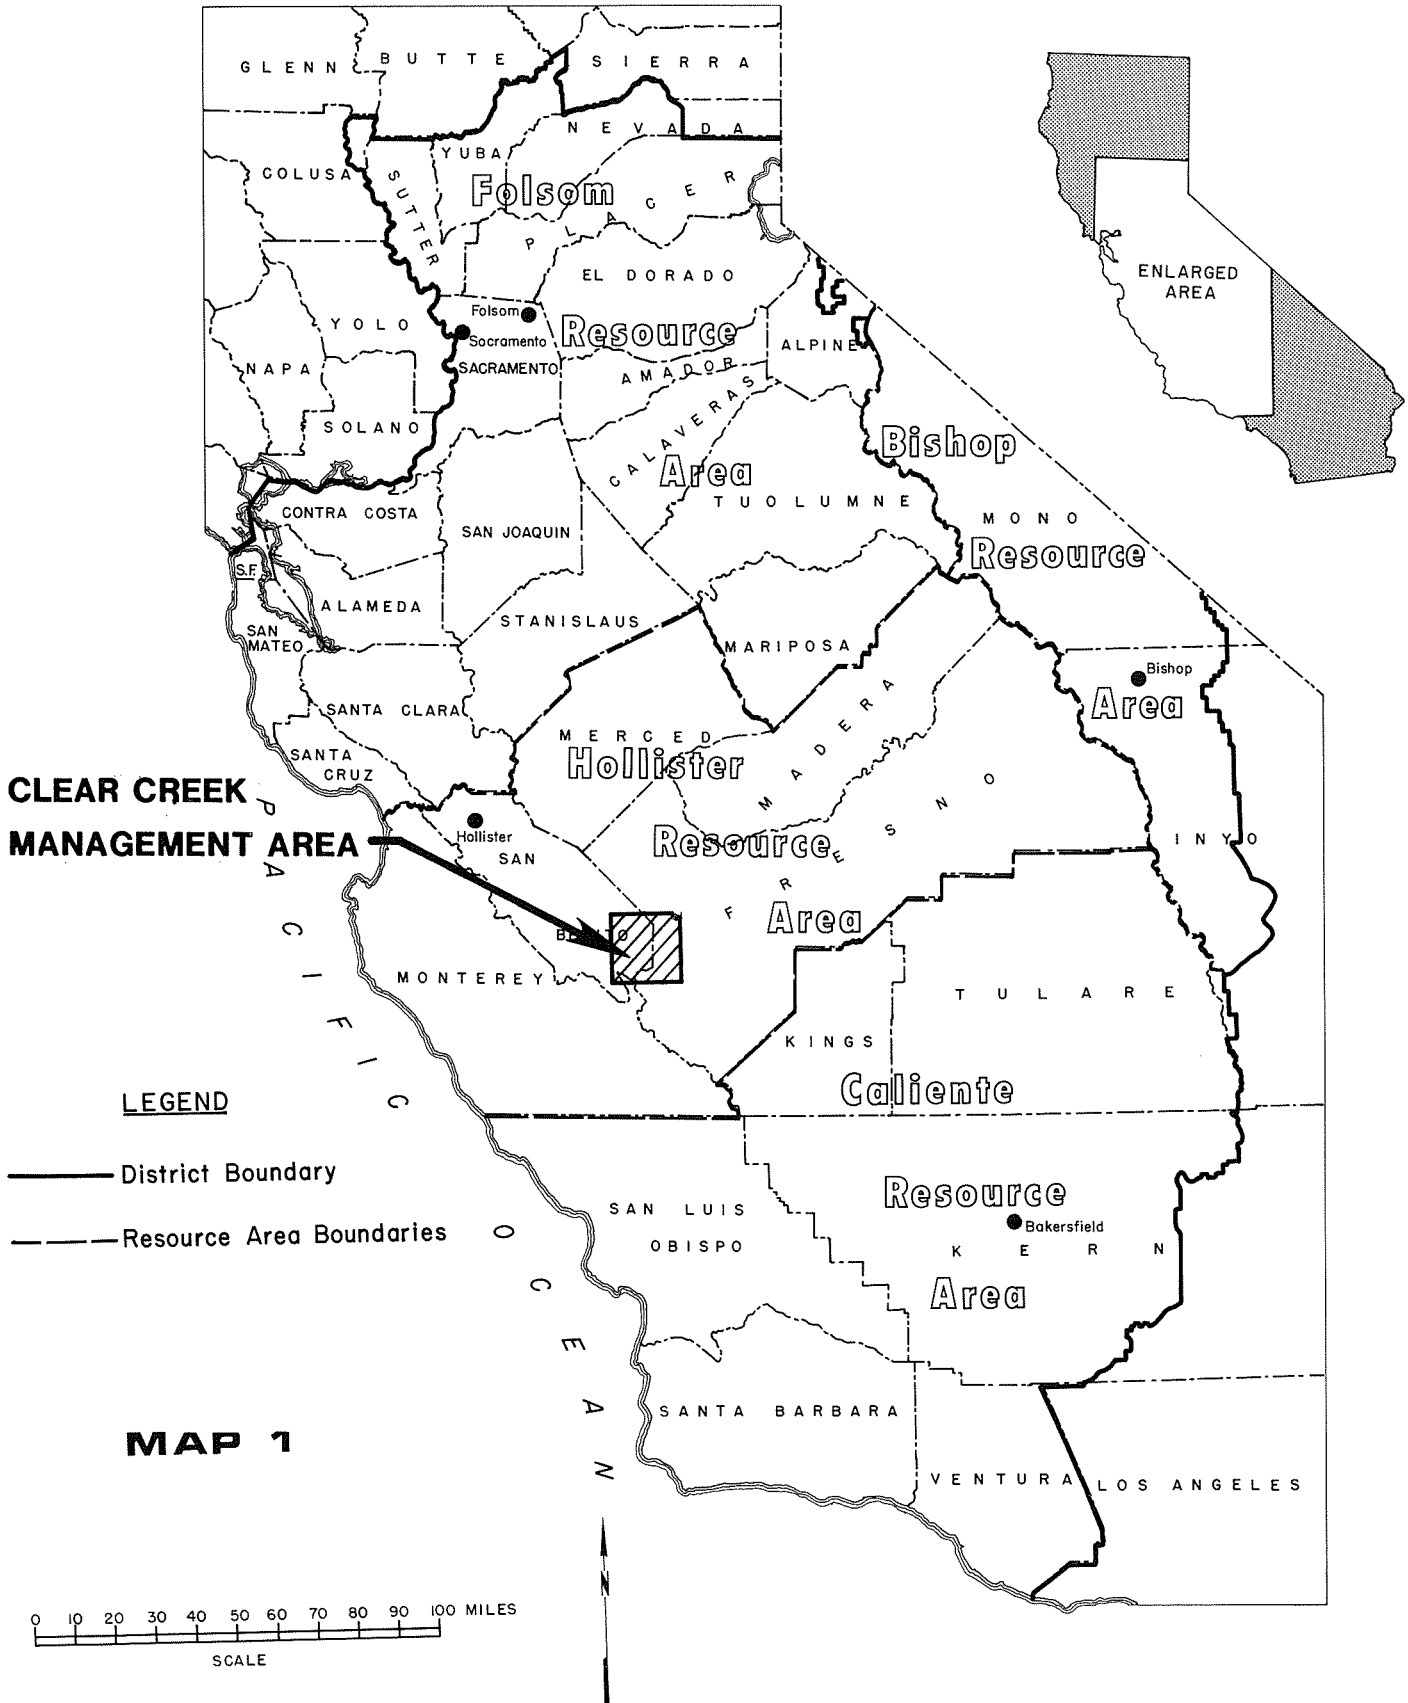 GLENN
BUTTE
SIERRA
NEVADA
YUBA
COLUSA
SUTTER
Folsom
PLACER
EL DORADO
ENLARGED
AREA
Folsom
YOLO
Resource
Sacramento
ALPINE
NAPA
SACRAMENTO
AMADOR
CALAVERAS
SOLANO
Bishop
Area
TUOLUMNE
CONTRA COSTA
MONO
SAN JOAQUIN
Resource
S.F.
ALAMEDA
STANISLAUS
SAN
MATEO
MARIPOSA
Bishop
Area
SANTA CLARA
MADERA
MERCED
Hollister
SANTA
CRUZ
CLEAR CREEK
MANAGEMENT AREA
Hollister
SAN
Resource
FRESNO
INYO
Area
PACIFIC
MONTEREY
TULARE
KINGS
Caliente
LEGEND
District Boundary
Resource Area Boundaries
Resource
SAN LUIS
OBISPO
Bakersfield
KERN
OCEAN
Area
SANTA BARBARA
MAP 1
VENTURA
LOS ANGELES
N
0 10 20 30 40 50 60 70 80 90 100 MILES
SCALE